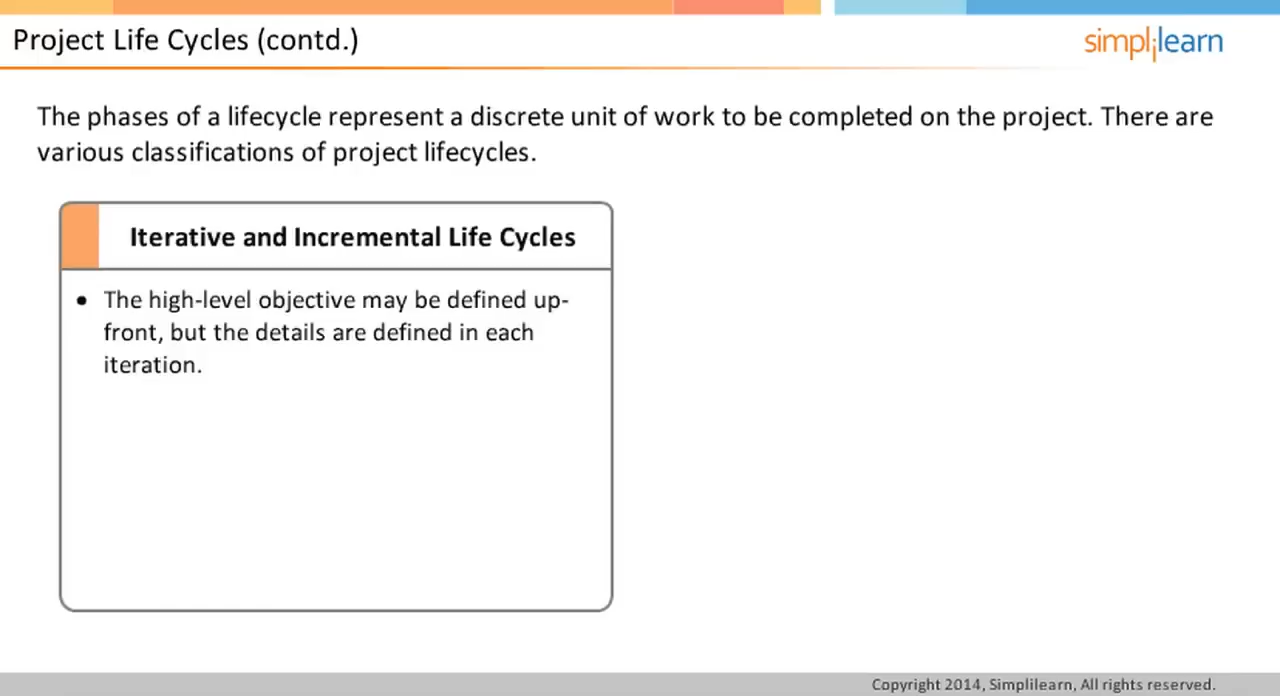 Project Life Cycles (contd.)
simplilearn
The phases of a lifecycle represent a discrete unit of work to be completed on the project. There are
various classifications of project lifecycles.
Iterative and Incremental Life Cycles
• The high-level objective may be defined up-
front, but the details are defined in each
iteration.
Copyright 2014, Simplilearn, All rights reserved.